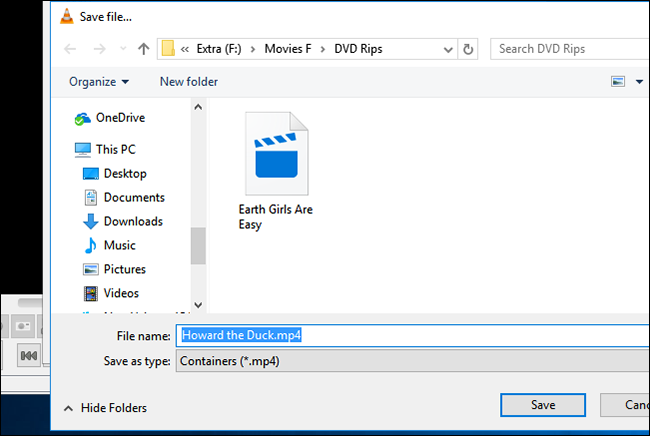 Save file...
« Extra (F:) › Movies F › DVD Rips
Search DVD Rips
Organize
New folder
OneDrive
This PC
Desktop
Documents
Downloads
Music
Pictures
Videos
Earth Girls Are
Easy
File name: Howard the Duck.mp4
Save as type: Containers (*.mp4)
Hide Folders
Save
Canc